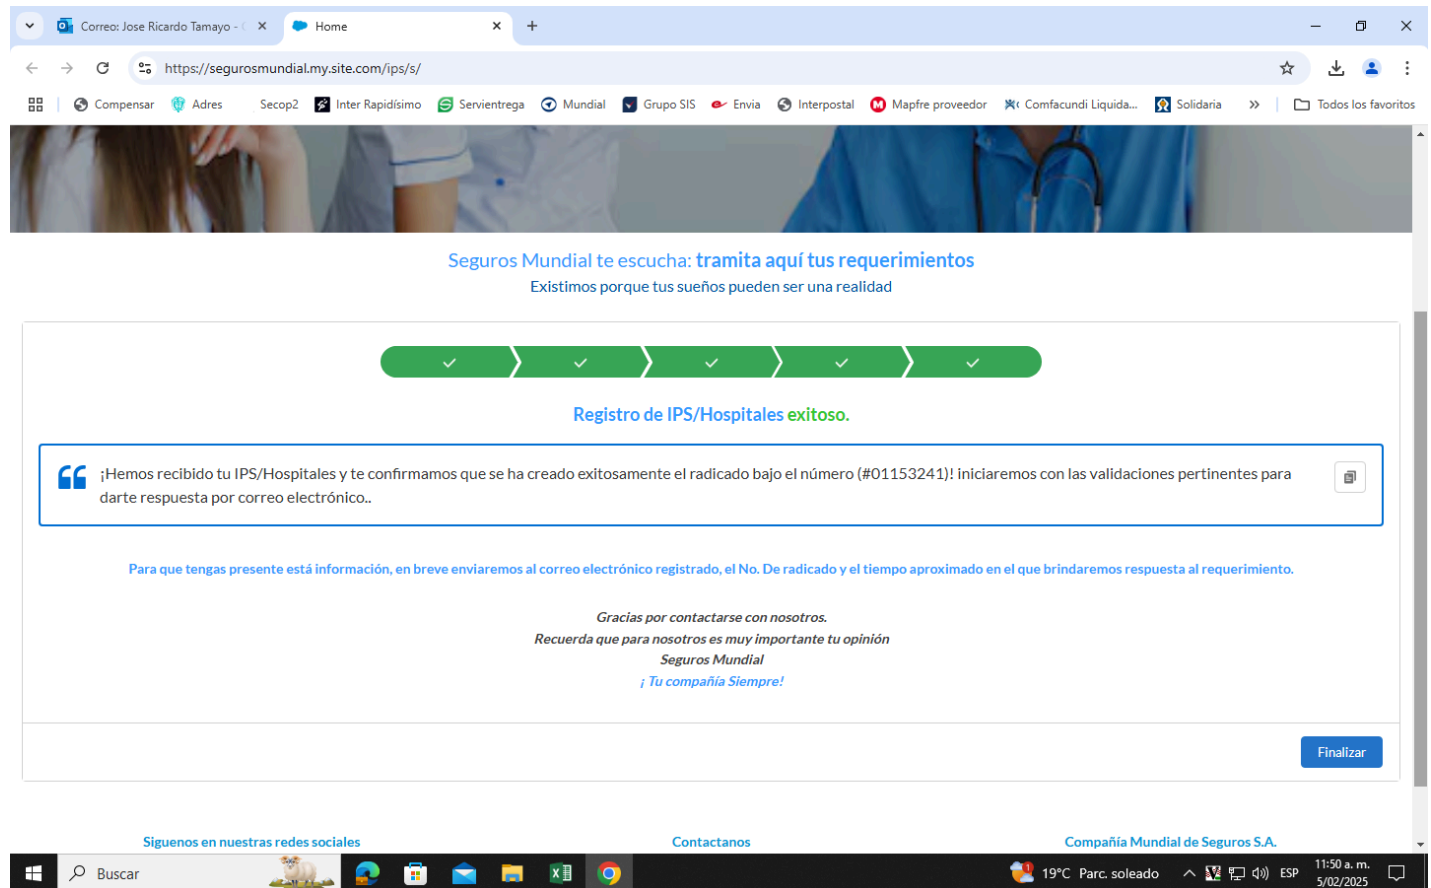 Correo: Jose Ricardo Tamayo - 
Home
https://segurosmundial.my.site.com/ips/s/
Compensar Adres Secop2 Inter Rapidísimo Servientrega Mundial Grupo SIS Envia Interpostal Mapfre proveedor Comfacundi Liquida... Solidaria » Todos los favoritos
Seguros Mundial te escucha: tramita aquí tus requerimientos
Existimos porque tus sueños pueden ser una realidad
Registro de IPS/Hospitales exitoso.
¡Hemos recibido tu IPS/Hospitales y te confirmamos que se ha creado exitosamente el radicado bajo el número (#01153241)! iniciaremos con las validaciones pertinentes para
darte respuesta por correo electrónico..
Para que tengas presente está información, en breve enviaremos al correo electrónico registrado, el No. De radicado y el tiempo aproximado en el que brindaremos respuesta al requerimiento.
Gracias por contactarse con nosotros.
Recuerda que para nosotros es muy importante tu opinión
Seguros Mundial
¡ Tu compañía Siempre!
Finalizar
Siguenos en nuestras redes sociales
Contactanos
Compañía Mundial de Seguros S.A.
Buscar
19°C Parc. soleado
ESP
11:50 a. m.
5/02/2025